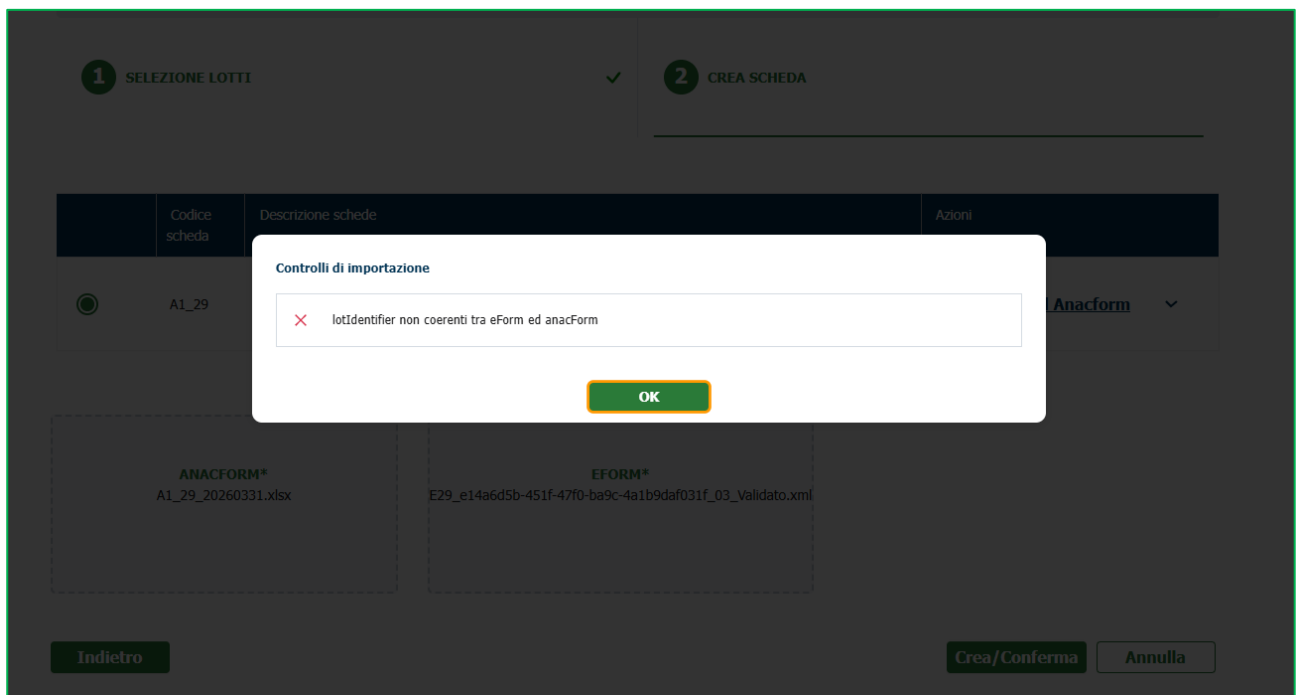 1 SELEZIONE LOTTI
2 CREA SCHEDA
Codice scheda
Descrizione schede
Azioni
Controlli di importazione
A1_29
lotIdentifier non coerenti tra eForm ed anacForm
Anacform
OK
ANACFORM*
A1_29_20260331.xlsx
EFORM*
E29_e14a6d5b-451f-47f0-ba9c-4a1b9daf031f_03_Validato.xml
Indietro
Crea/Conferma
Annulla